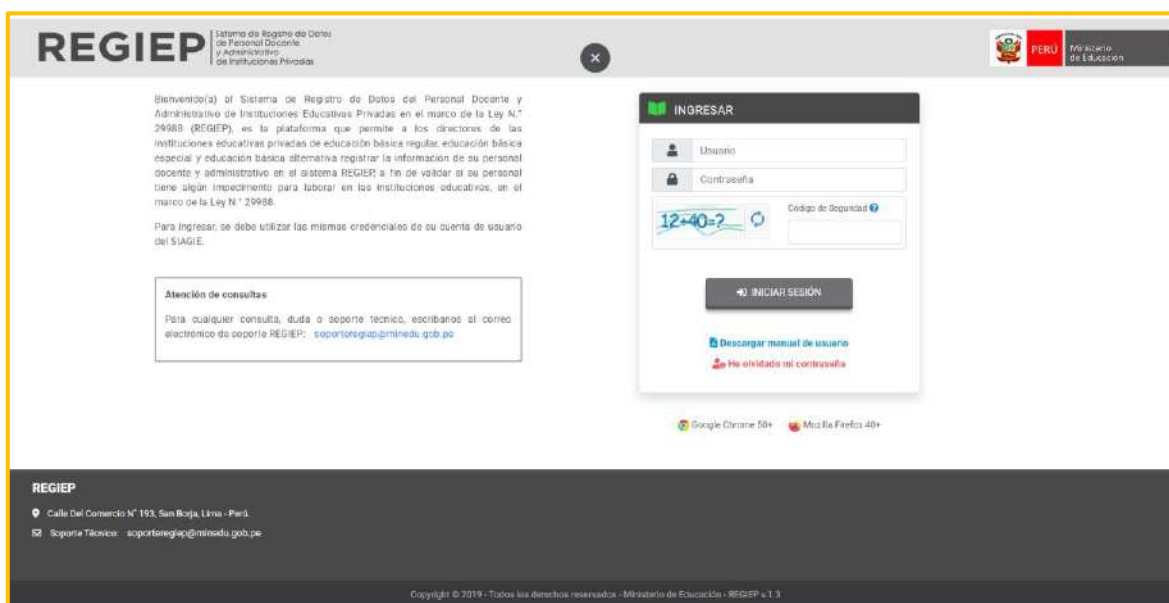 REGIEP
Sistema de Registro de Datos
de Personal Docente
y Administrativo
de Instituciones Privadas
PERÚ
Ministerio
de Educación
Bienvenido(a) al Sistema de Registro de Datos del Personal Docente y
Administrativo de Instituciones Educativas Privadas en el marco de la Ley N.°
29988 (REGIEP), es la plataforma que permite a los directores de las
instituciones educativas privadas de educación básica regular, educación básica
especial y educación básica alternativa registrar la información de su personal
docente y administrativo en el sistema REGIEP, a fin de validar si su personal
tiene algún impedimento para laborar en las instituciones educativas, en el
marco de la Ley N.° 29988.
Para ingresar, se debe utilizar las mismas credenciales de su cuenta de usuario
del SIAGIE.
Atención de consultas
Para cualquier consulta, duda o soporte técnico, escríbanos al correo
electrónico de soporte REGIEP: soporteregiep@minedu.gob.pe
INGRESAR
Usuario
Contraseña
12+40=?
Código de Seguridad
INICIAR SESIÓN
Descargar manual de usuario
He olvidado mi contraseña
Google Chrome 50+ Mozilla Firefox 40+
REGIEP
Calle Del Comercio N° 193, San Borja, Lima - Perú.
Soporte Técnico: soporteregiep@minedu.gob.pe
Copyright © 2019 - Todos los derechos reservados - Ministerio de Educación - REGIEP v.1.3